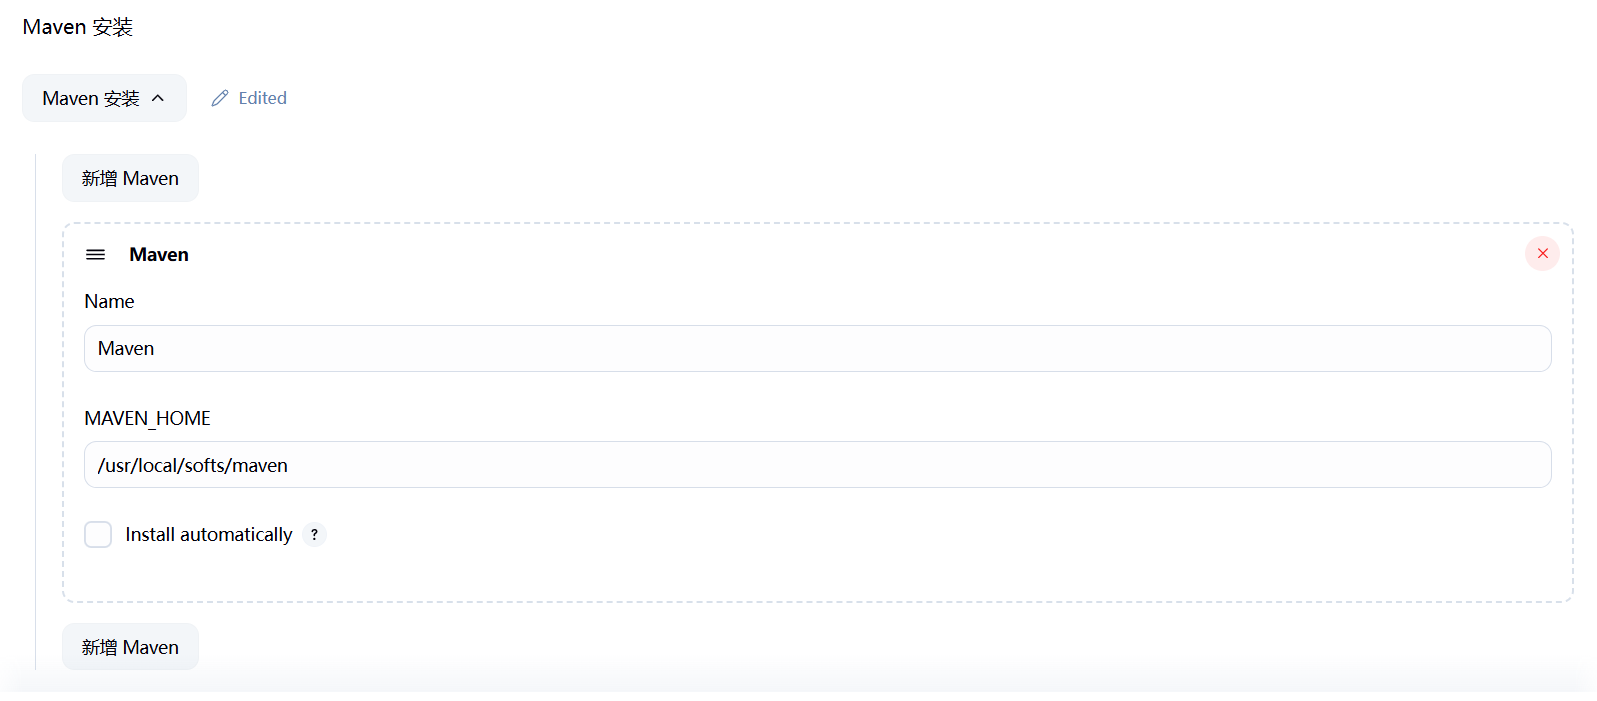 Maven 安装
Maven 安装
Edited
新增 Maven
Maven
Name
Maven
MAVEN_HOME
/usr/local/softs/maven
Install automatically ?
新增 Maven